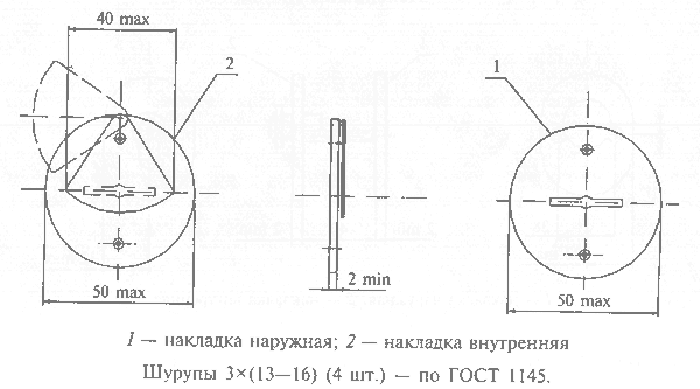 40 max
2
1
2 min
50 max
50 max
1 — накладка наружная; 2 — накладка внутренняя
Шурупы 3×(13—16) (4 шт.) — по ГОСТ 1145.